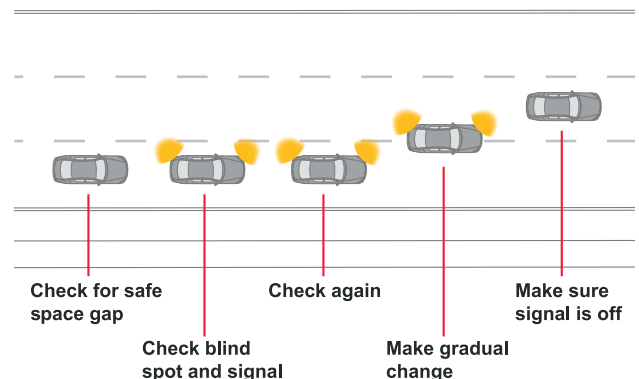 Check for safe
space gap
Check blind
spot and signal
Check again
Make gradual
change
Make sure
signal is off